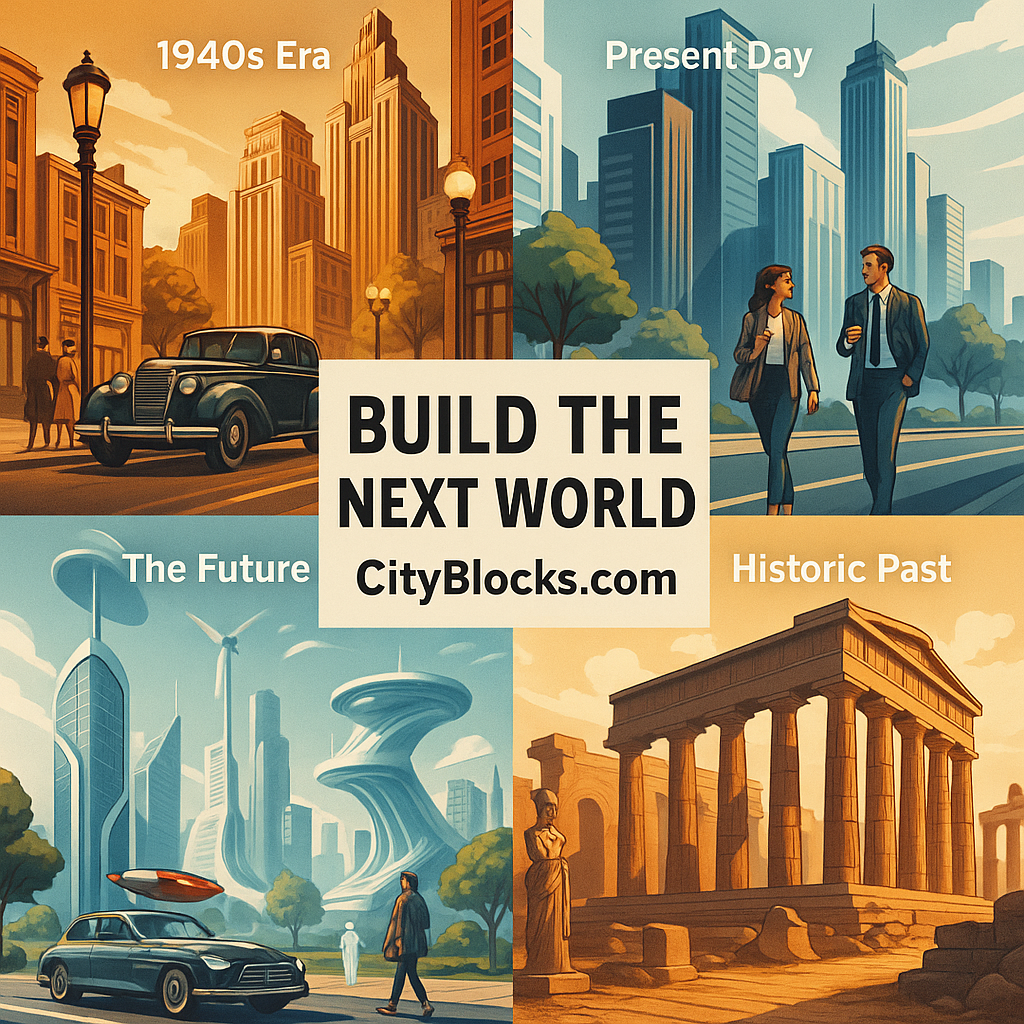 1940s Era
Present Day
BUILD THE
NEXT WORLD
CityBlocks.com
The Future
Historic Past